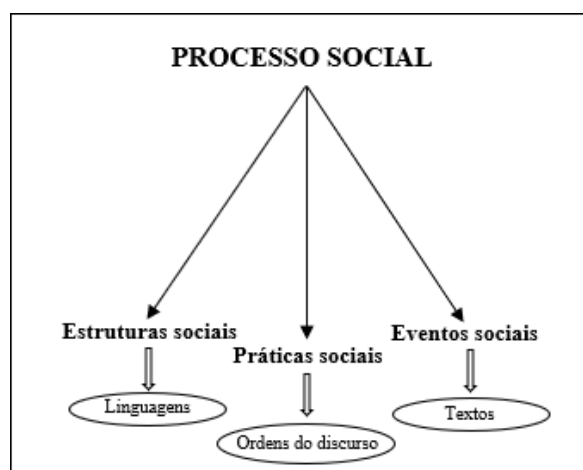 PROCESSO SOCIAL
Estruturas sociais
Práticas sociais
Eventos sociais
Linguagens
Ordens do discurso
Textos